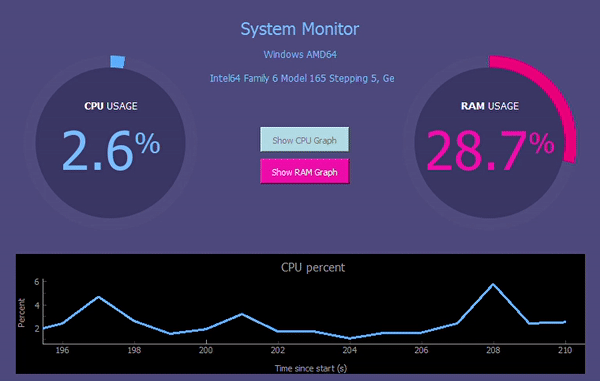 System Monitor
Windows AMD64
Intel64 Family 6 Model 165 Stepping 5, Ge
CPU USAGE
2.6%
RAM USAGE
28.7%
Show CPU Graph
Show RAM Graph
CPU percent
Percent
6
4
2
196 198 200 202 204 206 208 210
Time since start (s)